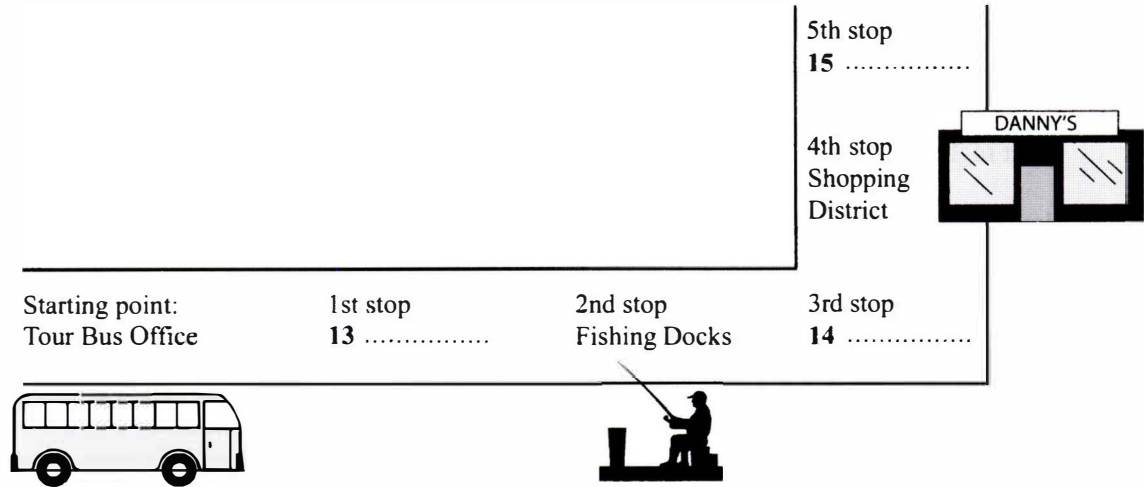 5th stop
15 ................
DANNY'S
4th stop
Shopping
District
Starting point:
Tour Bus Office
1st stop
13 ................
2nd stop
Fishing Docks
3rd stop
14 ................